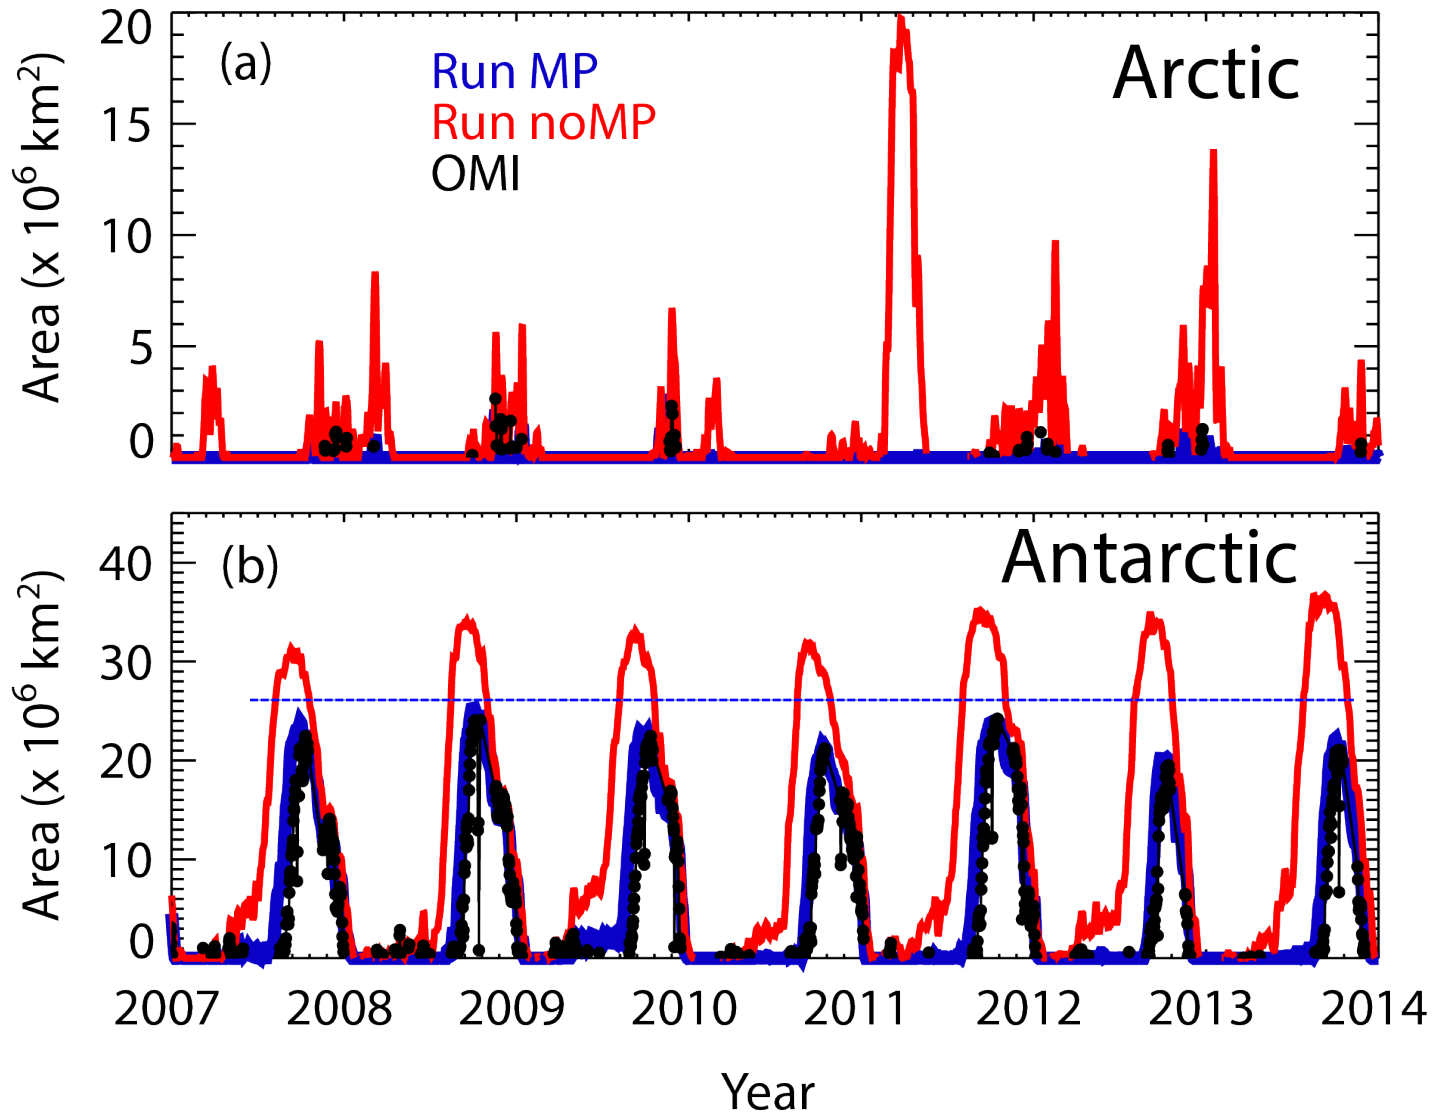 20
(a)
Arctic
Run MP
Run noMP
OMI
15
10
5
0
Area (x 10⁶ km²)
(b)
Antarctic
40
30
20
10
0
Area (x 10⁶ km²)
2007 2008 2009 2010 2011 2012 2013 2014
Year